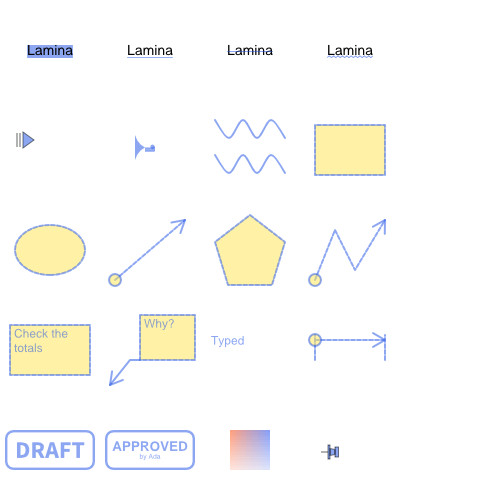 Lamina Lamina Lamina Lamina
Check the
totals
Why?
Typed
DRAFT
APPROVED
by Ada